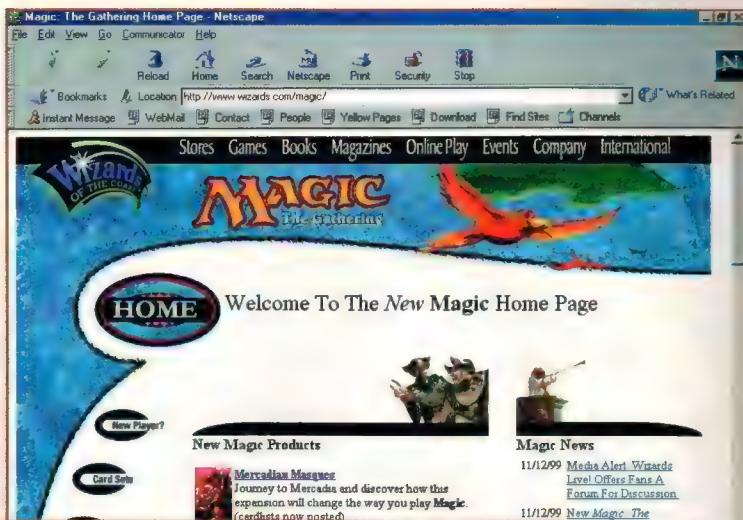 Magic: The Gathering Home Page - Netscape
File Edit View Go Communicator Help
Reload Home Search Netscape Print Security Stop
N
Bookmarks Location http://www.wizards.com/magic/ What's Related
Instant Message WebMail Contact People Yellow Pages Download Find Sites Channels
Stores Games Books Magazines Online Play Events Company International
Wizards
OF THE COAST
MAGIC
The Gathering
HOME
Welcome To The New Magic Home Page
New Player?
Card Sets
New Magic Products
Mercadian Masques
Journey to Mercadia and discover how this
expansion will change the way you play Magic.
(cardlists now posted)
Magic News
11/12/99 Media Alert Wizards
Live! Offers Fans A
Forum For Discussion
11/12/99 New Magic The